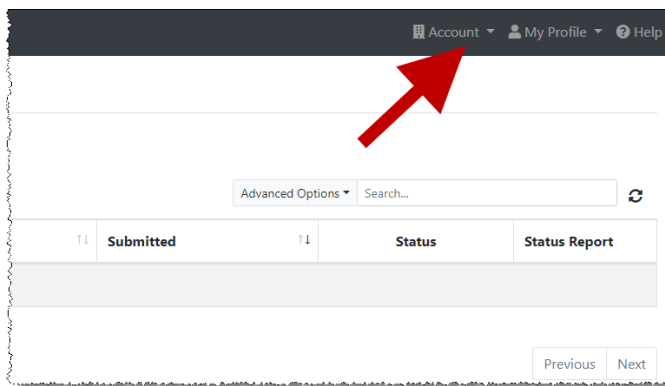 Account My Profile Help
Advanced Options Search...
Submitted Status Status Report
Previous Next